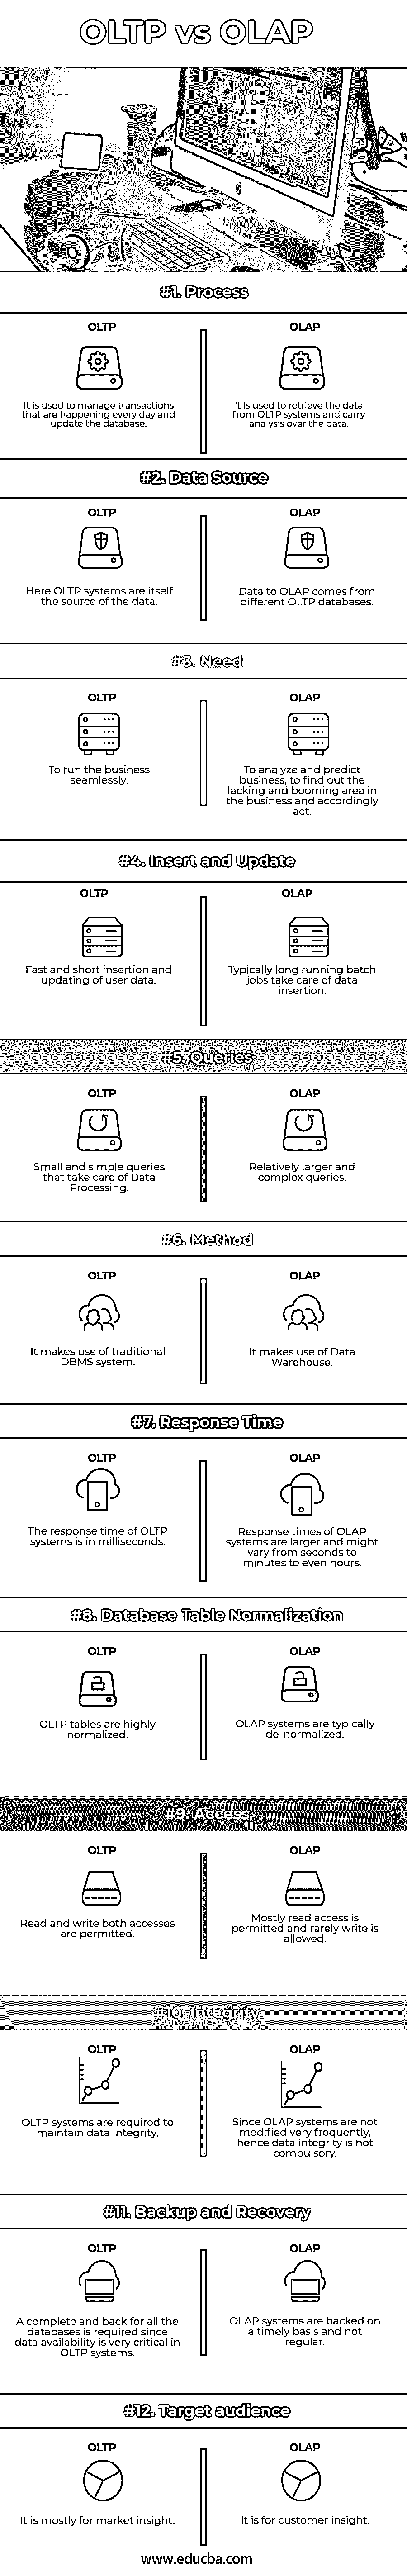 OLTP vs OLAP
#1. Process
OLTP
It is used to manage transactions
that are happening every day and
update the database.
OLAP
It is used to retrieve the data
from OLTP systems and carry
analysis over the data.
#2. Data Source
OLTP
Here OLTP systems are itself
the source of the data.
OLAP
Data to OLAP comes from
different OLTP databases.
#3. Need
OLTP
To run the business
seamlessly.
OLAP
To analyze and predict
business, to find out the
lacking and booming area in
the business and accordingly
act.
#4. Insert and Update
OLTP
Fast and short insertion and
updating of user data.
OLAP
Typically long running batch
jobs take care of data
insertion.
#5. Queries
OLTP
Small and simple queries
that take care of Data
Processing.
OLAP
Relatively larger and
complex queries.
#6. Method
OLTP
It makes use of traditional
DBMS system.
OLAP
It makes use of Data
Warehouse.
#7. Response Time
OLTP
The response time of OLTP
systems is in milliseconds.
OLAP
Response times of OLAP
systems are larger and might
vary from seconds to
minutes to even hours.
#8. Database Table Normalization
OLTP
OLTP tables are highly
normalized.
OLAP
OLAP systems are typically
de-normalized.
#9. Access
OLTP
Read and write both accesses
are permitted.
OLAP
Mostly read access is
permitted and rarely write is
allowed.
#10. Integrity
OLTP
OLTP systems are required to
maintain data integrity.
OLAP
Since OLAP systems are not
modified very frequently,
hence data integrity is not
compulsory.
#11. Backup and Recovery
OLTP
A complete and back for all the
databases is required since
data availability is very critical in
OLTP systems.
OLAP
OLAP systems are backed on
a timely basis and not
regular.
#12. Target audience
OLTP
It is mostly for market insight.
OLAP
It is for customer insight.
www.educba.com